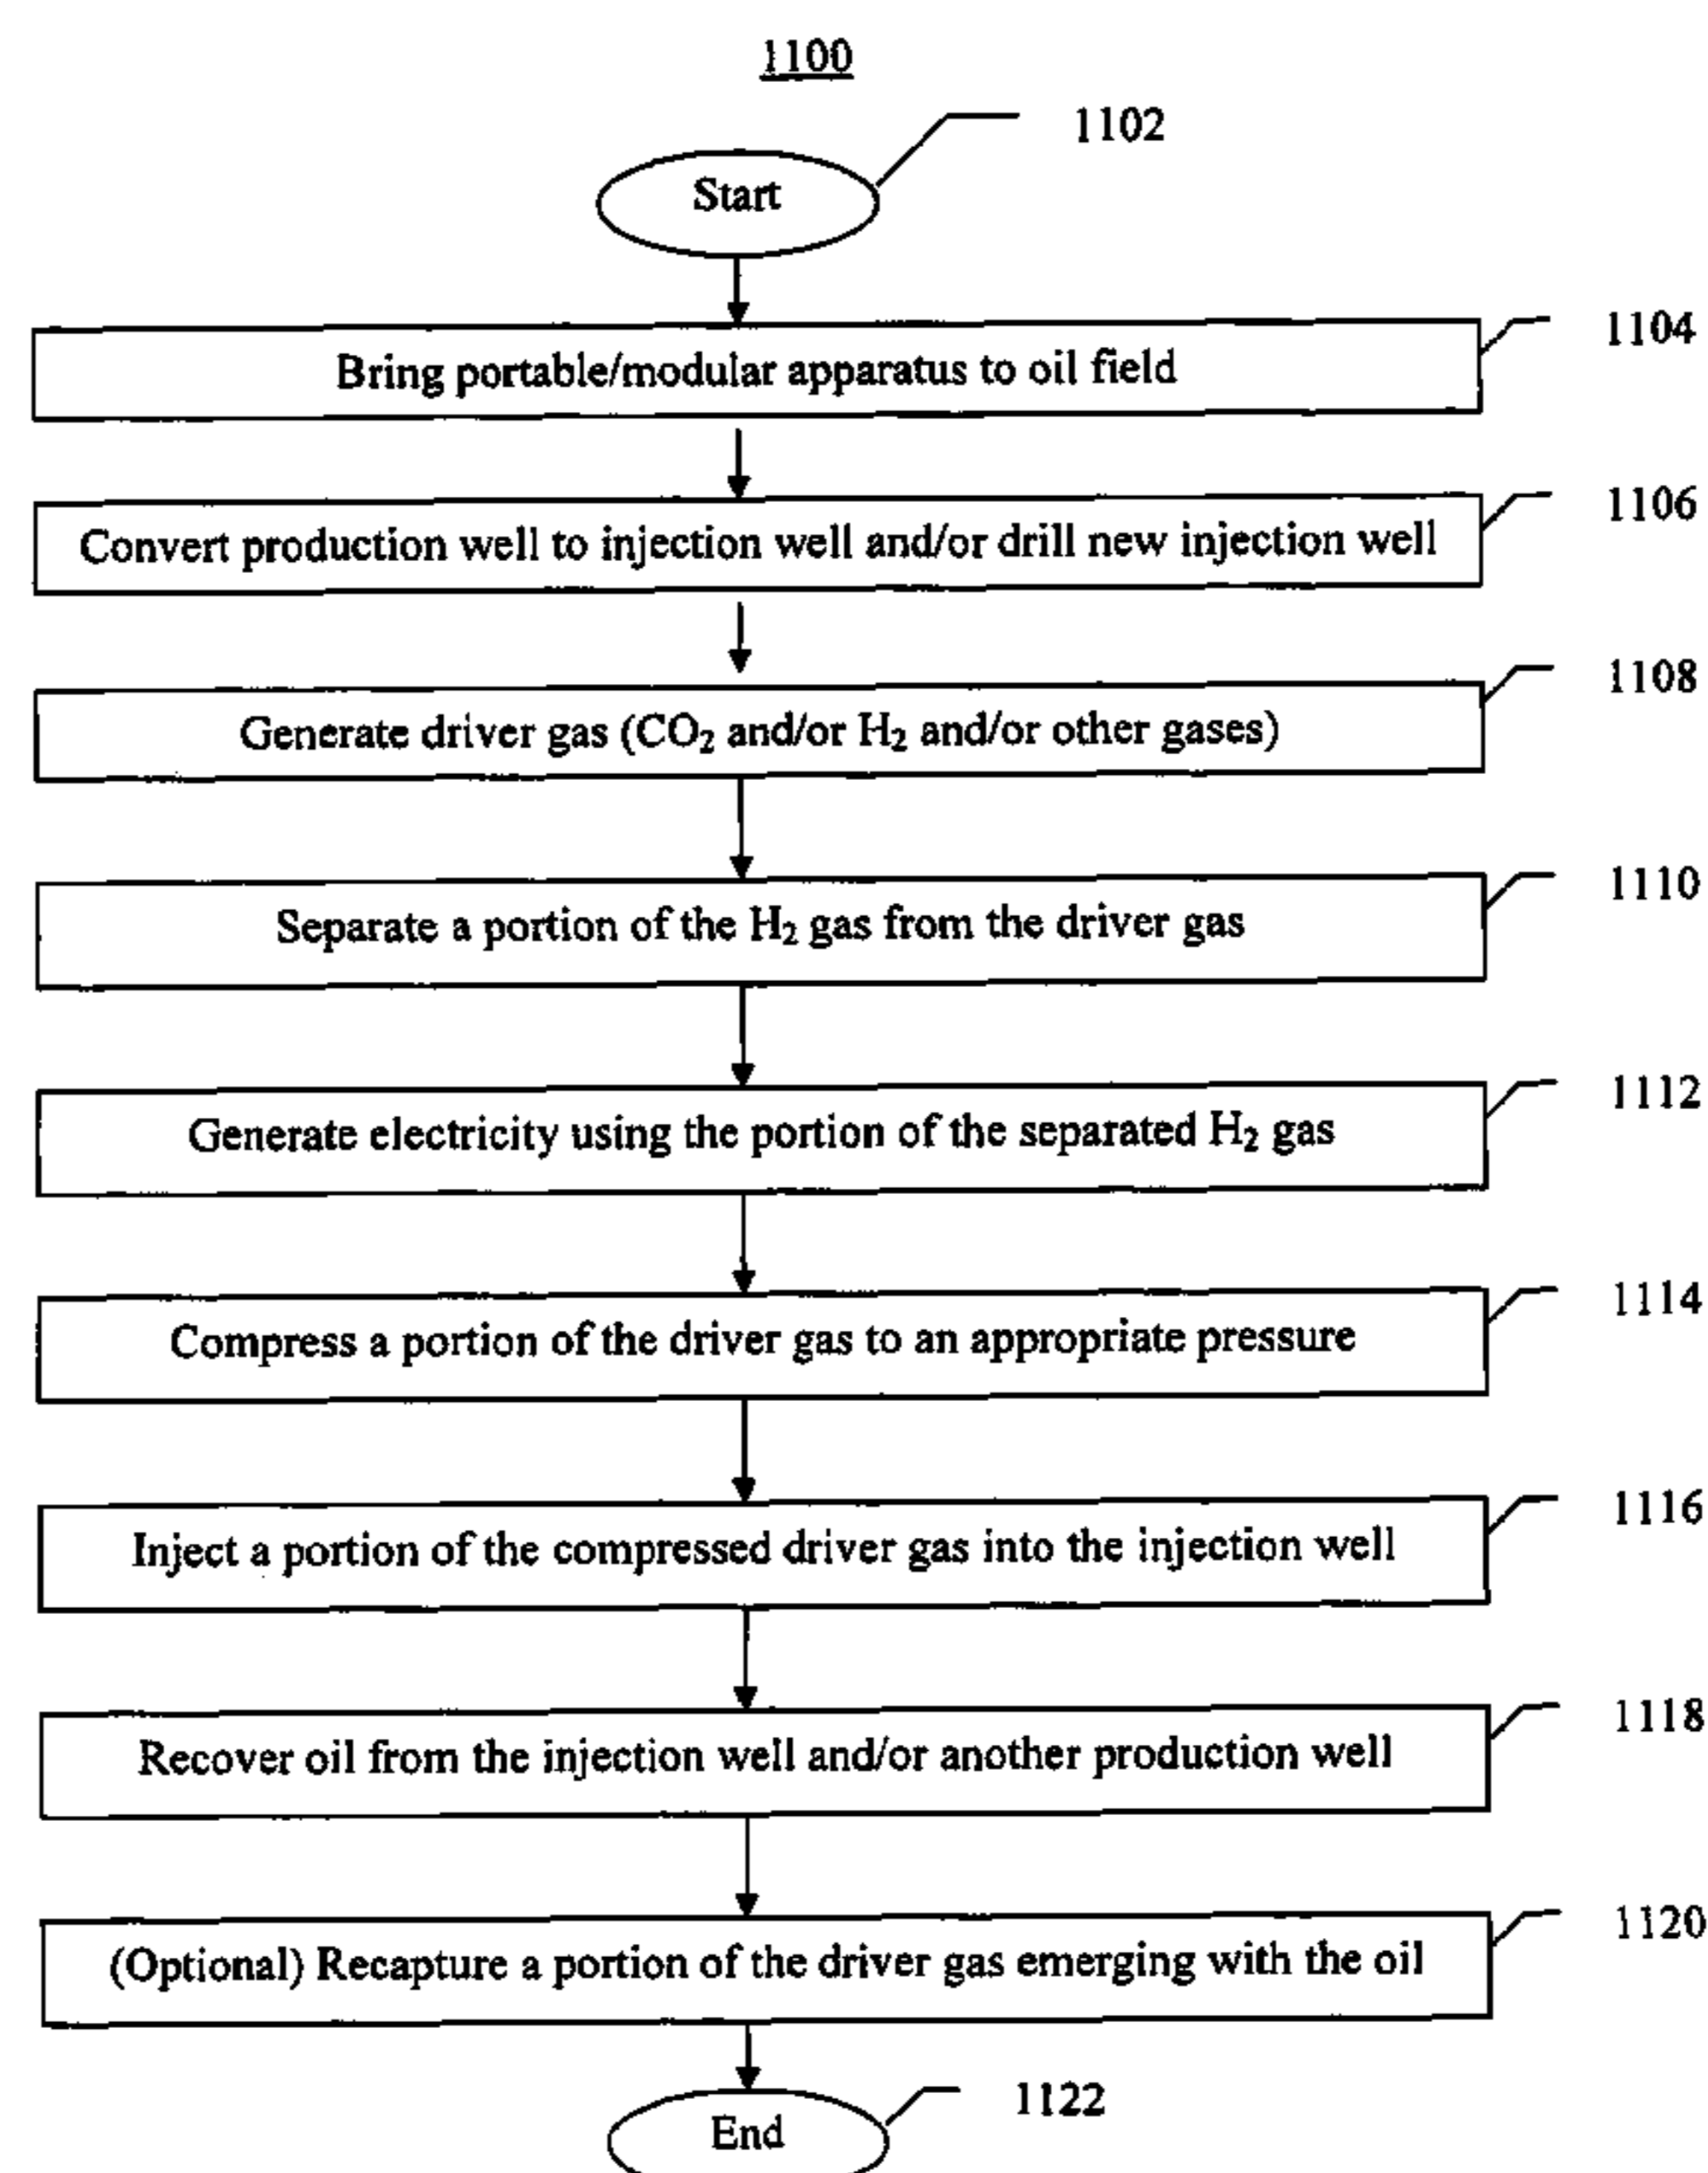 1100
1102
Start
1104
Bring portable/modular apparatus to oil field
1106
Convert production well to injection well and/or drill new injection well
1108
Generate driver gas (CO₂ and/or H₂ and/or other gases)
1110
Separate a portion of the H₂ gas from the driver gas
1112
Generate electricity using the portion of the separated H₂ gas
1114
Compress a portion of the driver gas to an appropriate pressure
1116
Inject a portion of the compressed driver gas into the injection well
1118
Recover oil from the injection well and/or another production well
1120
(Optional) Recapture a portion of the driver gas emerging with the oil
1122
End